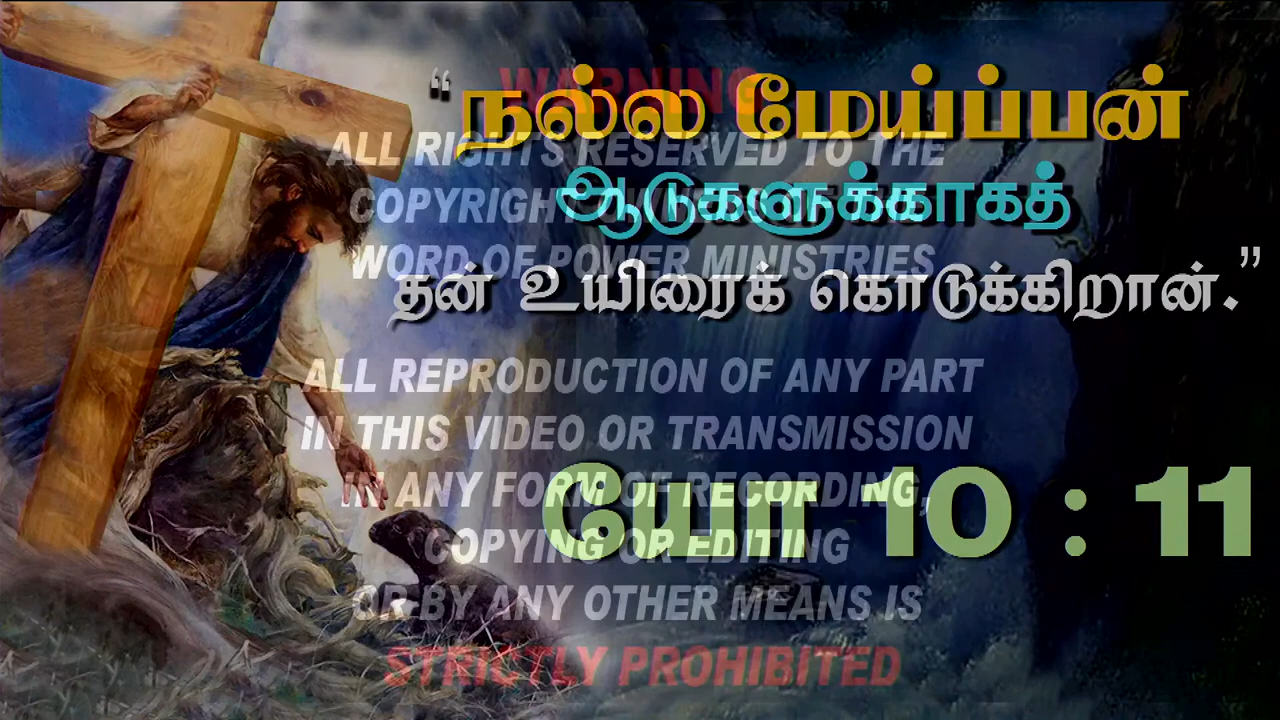 WARNING
“நல்ல மேய்ப்பன்
ALL RIGHTS RESERVED TO THE
ஆடுகளுக்காகத்
COPYRIGHT
WORD OF POWER MINISTRIES
தன் உயிரைக் கொடுக்கிறான்.”
ALL REPRODUCTION OF ANY PART
IN THIS VIDEO OR TRANSMISSION
IN ANY FORM OF RECORDING,
யோ 10 : 11
COPYING OR EDITING
OR BY ANY OTHER MEANS IS
STRICTLY PROHIBITED